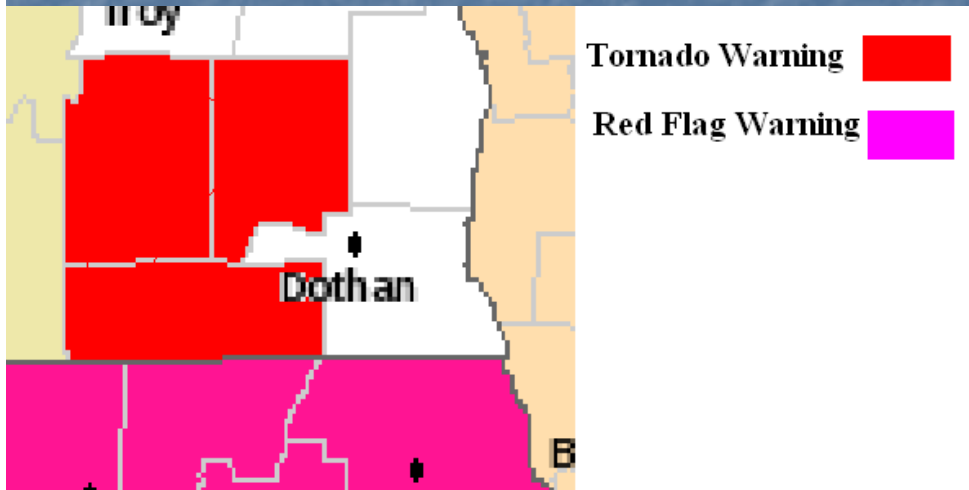 Troy
Tornado Warning
Red Flag Warning
Dothan
B